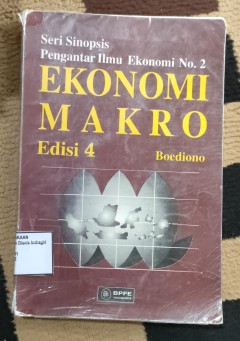 Seri Sinopsis
Pengantar Ilmu Ekonomi No. 2
EKONOMI
MAKRO
Edisi 4
Boediono
BPFE